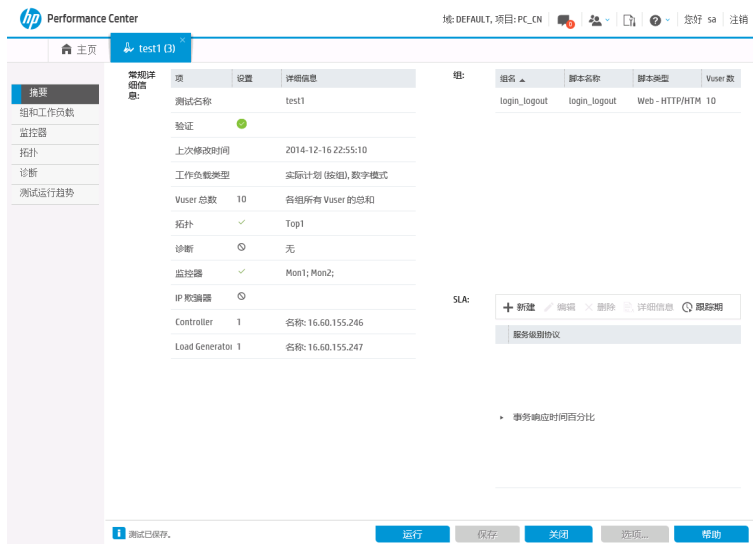 hp Performance Center
域: DEFAULT, 项目: PC_CN 0 ? 您好 sa 注销
主页 test1 (3) ×
摘要
组和工作负载
监控器
拓扑
诊断
测试运行趋势
常规详细信息:
项 设置 详细信息
测试名称 test1
验证
上次修改时间 2014-12-16 22:55:10
工作负载类型 实际计划 (按组), 数字模式
Vuser 总数 10 各组所有 Vuser 的总和
拓扑 Top1
诊断 无
监控器 Mon1; Mon2;
IP 欺骗器
Controller 1 名称: 16.60.155.246
Load Generator 1 名称: 16.60.155.247
组:
组名 脚本名称 脚本类型 Vuser 数
login_logout login_logout Web - HTTP/HTM 10
SLA:
新建 编辑 删除 详细信息 跟踪期
服务级别协议
事务响应时间百分比
i 测试已保存。
运行 保存 关闭 选项... 帮助